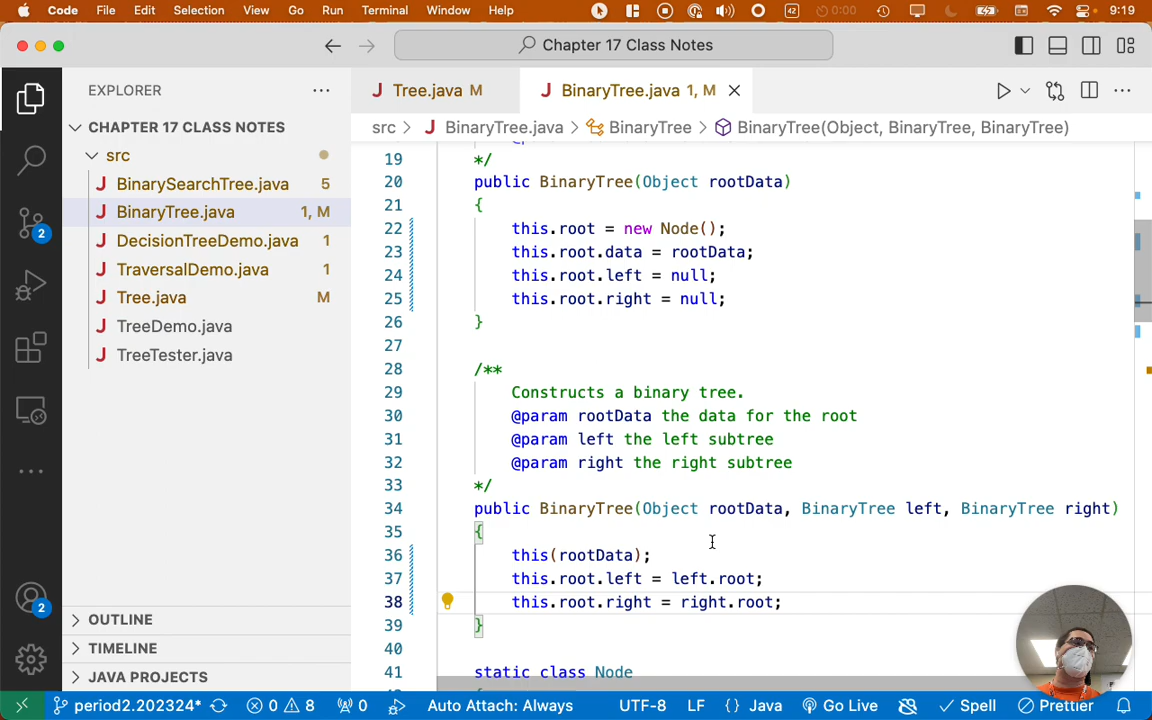 Code File Edit Selection View Go Run Terminal Window Help 42 0:00 9:19
Chapter 17 Class Notes
EXPLORER
Tree.java M
BinaryTree.java 1, M
src > BinaryTree.java > BinaryTree > BinaryTree(Object, BinaryTree, BinaryTree)
CHAPTER 17 CLASS NOTES
src
BinarySearchTree.java 5
BinaryTree.java 1, M
DecisionTreeDemo.java 1
TraversalDemo.java 1
Tree.java M
TreeDemo.java
TreeTester.java
OUTLINE
TIMELINE
JAVA PROJECTS
2
2
19 */
20 public BinaryTree(Object rootData)
21 {
22 this.root = new Node();
23 this.root.data = rootData;
24 this.root.left = null;
25 this.root.right = null;
26 }
27
28 /**
29 Constructs a binary tree.
30 @param rootData the data for the root
31 @param left the left subtree
32 @param right the right subtree
33 */
34 public BinaryTree(Object rootData, BinaryTree left, BinaryTree right)
35 {
36 this(rootData);
37 this.root.left = left.root;
38 this.root.right = right.root;
39 }
40
41 static class Node
period2.202324* 0 8 0 Auto Attach: Always UTF-8 LF {} Java Go Live Spell Prettier